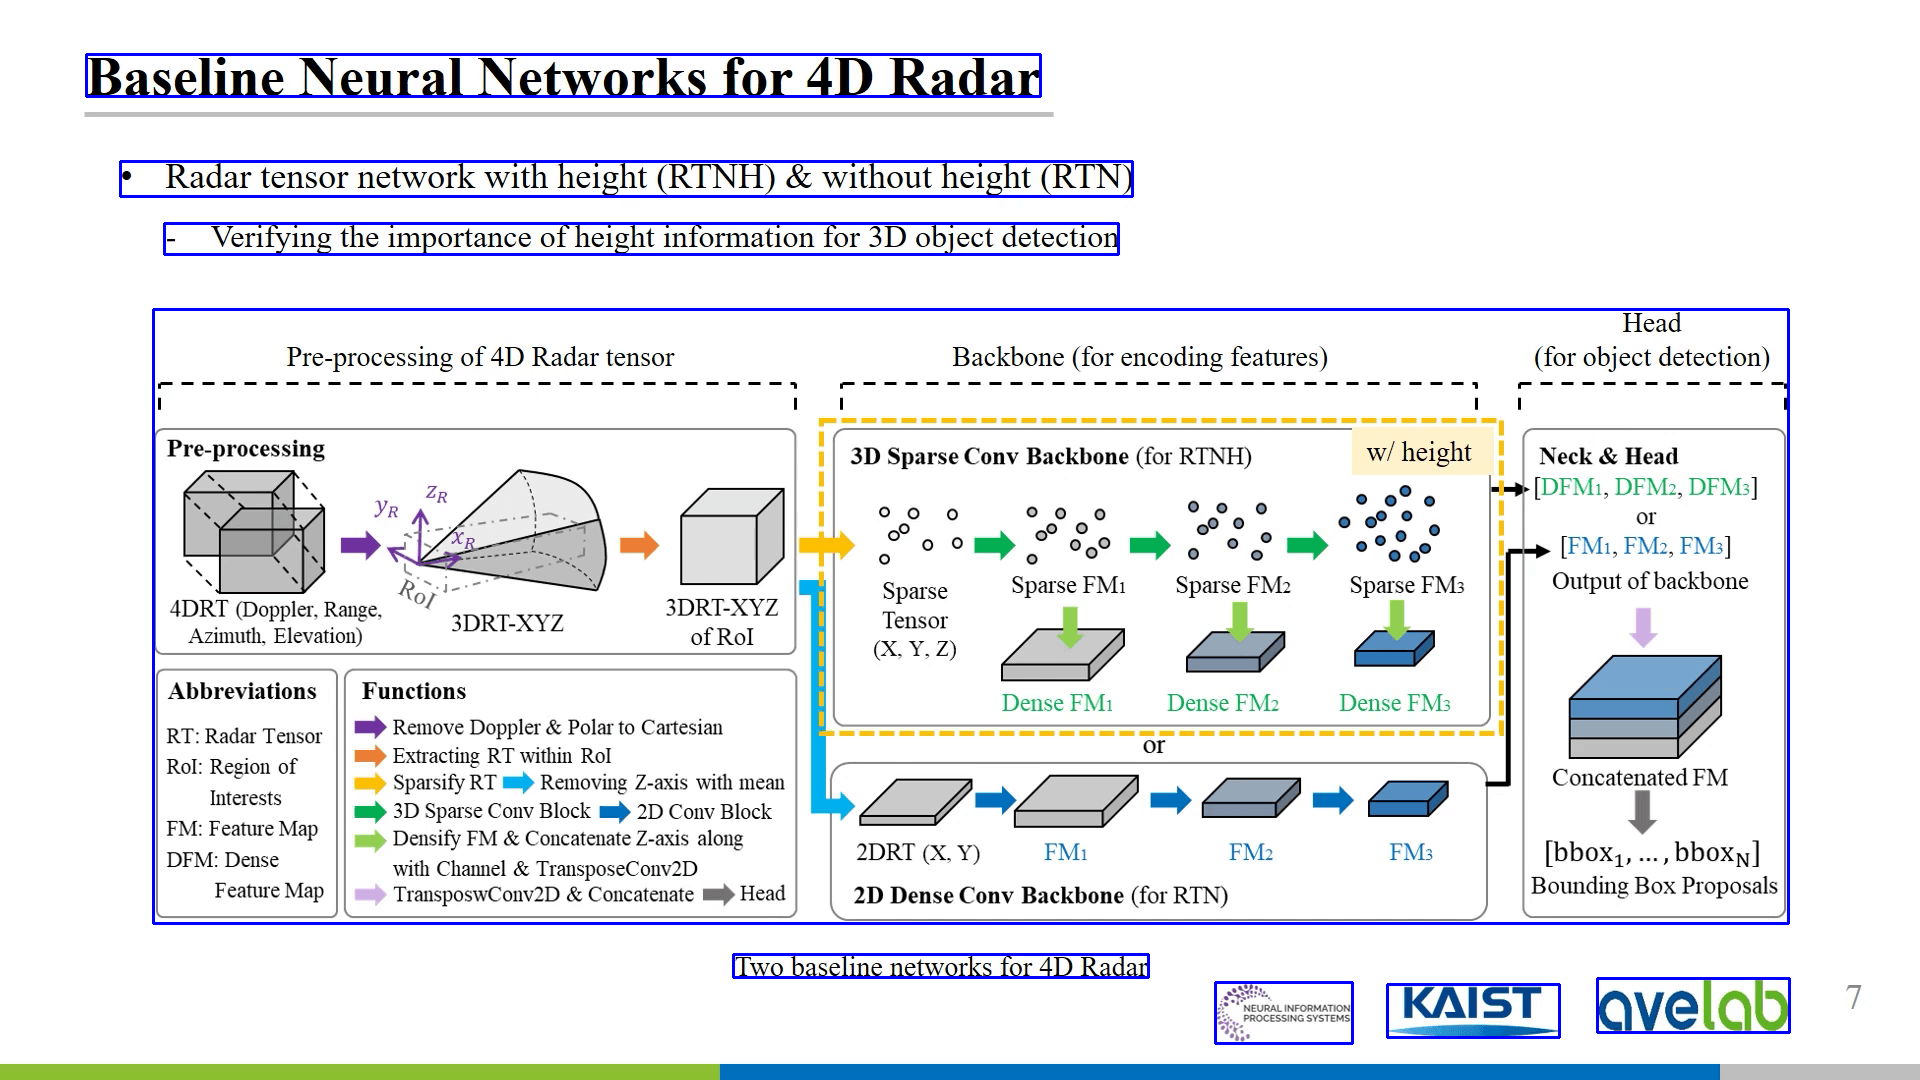 Baseline Neural Networks for 4D Radar
• Radar tensor network with height (RTNH) & without height (RTN)
- Verifying the importance of height information for 3D object detection
Pre-processing of 4D Radar tensor
Backbone (for encoding features)
Head
(for object detection)
Pre-processing
z_R
y_R
x_R
RoI
4DRT (Doppler, Range,
Azimuth, Elevation)
3DRT-XYZ
3DRT-XYZ
of RoI
Abbreviations
RT: Radar Tensor
RoI: Region of
Interests
FM: Feature Map
DFM: Dense
Feature Map
Functions
Remove Doppler & Polar to Cartesian
Extracting RT within RoI
Sparsify RT
Removing Z-axis with mean
3D Sparse Conv Block
2D Conv Block
Densify FM & Concatenate Z-axis along
with Channel & TransposeConv2D
TransposwConv2D & Concatenate
Head
3D Sparse Conv Backbone (for RTNH)
w/ height
Sparse
Tensor
(X, Y, Z)
Sparse FM₁
Sparse FM₂
Sparse FM₃
Dense FM₁
Dense FM₂
Dense FM₃
or
2DRT (X, Y)
FM₁
FM₂
FM₃
2D Dense Conv Backbone (for RTN)
Neck & Head
[DFM₁, DFM₂, DFM₃]
or
[FM₁, FM₂, FM₃]
Output of backbone
Concatenated FM
[bbox₁, ... , bbox_N]
Bounding Box Proposals
Two baseline networks for 4D Radar
NEURAL INFORMATION
PROCESSING SYSTEMS
KAIST
avelab
7